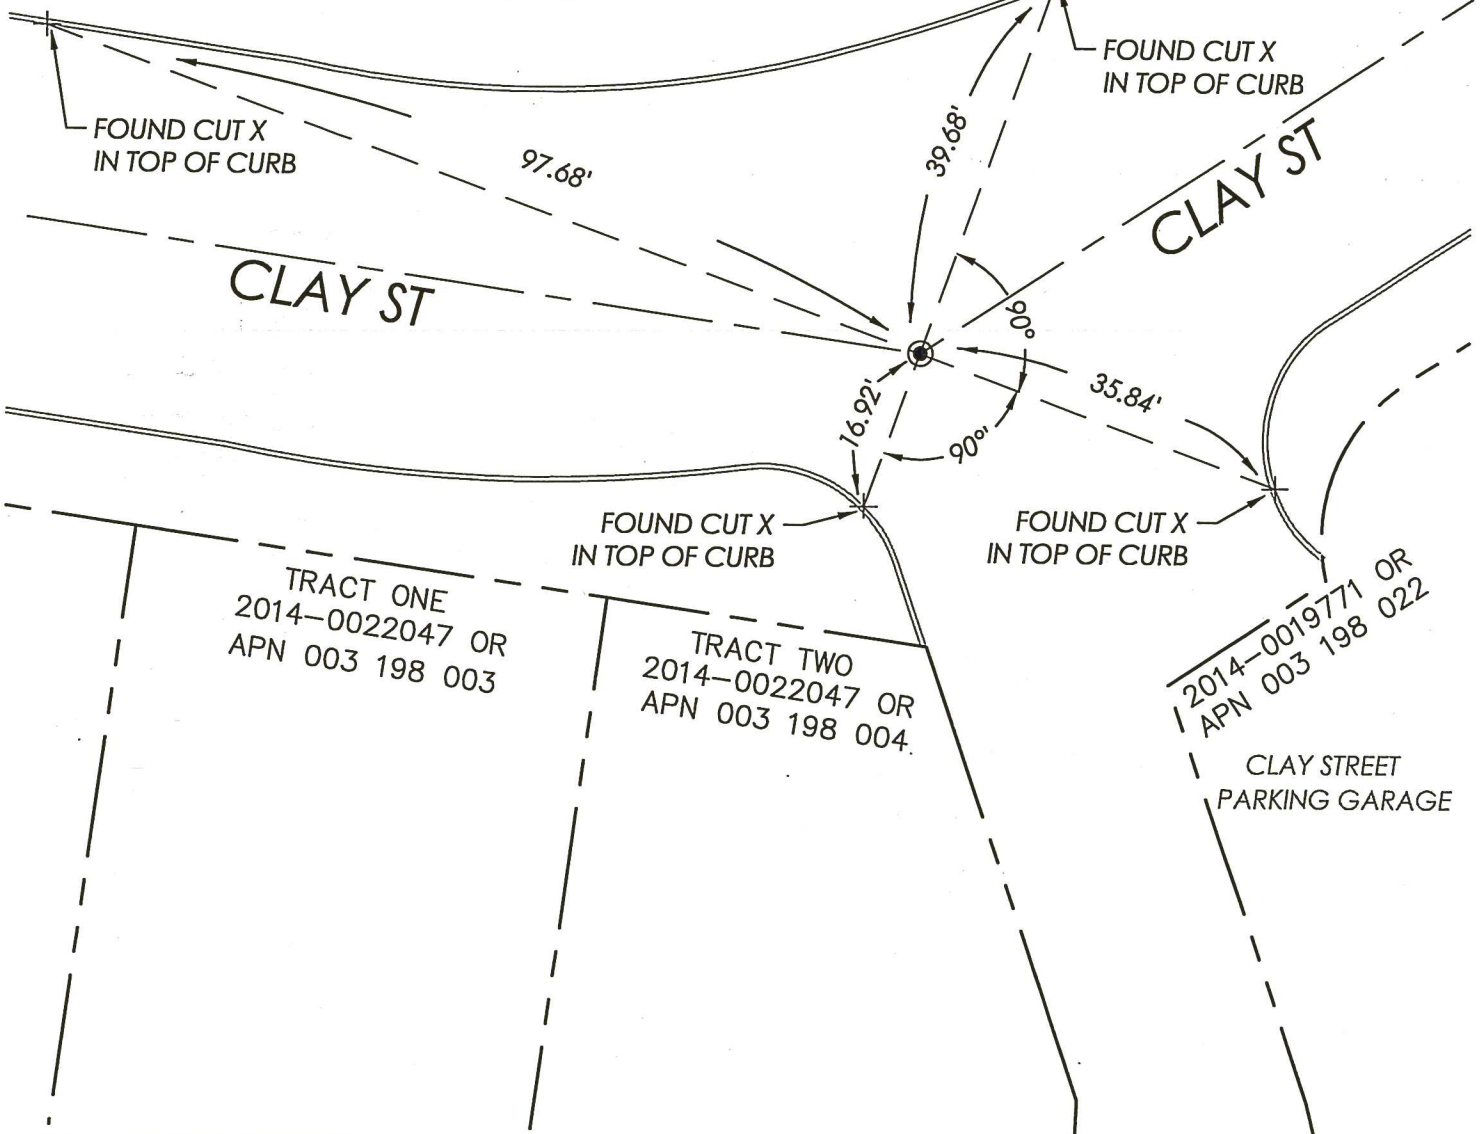 FOUND CUT X
IN TOP OF CURB
FOUND CUT X
IN TOP OF CURB
97.68'
39.68'
CLAY ST
CLAY ST
90°
16.92'
35.84'
90°'
FOUND CUT X
IN TOP OF CURB
FOUND CUT X
IN TOP OF CURB
TRACT ONE
2014-0022047 OR
APN 003 198 003
TRACT TWO
2014-0022047 OR
APN 003 198 004
2014-0019771 OR
APN 003 198 022
CLAY STREET
PARKING GARAGE